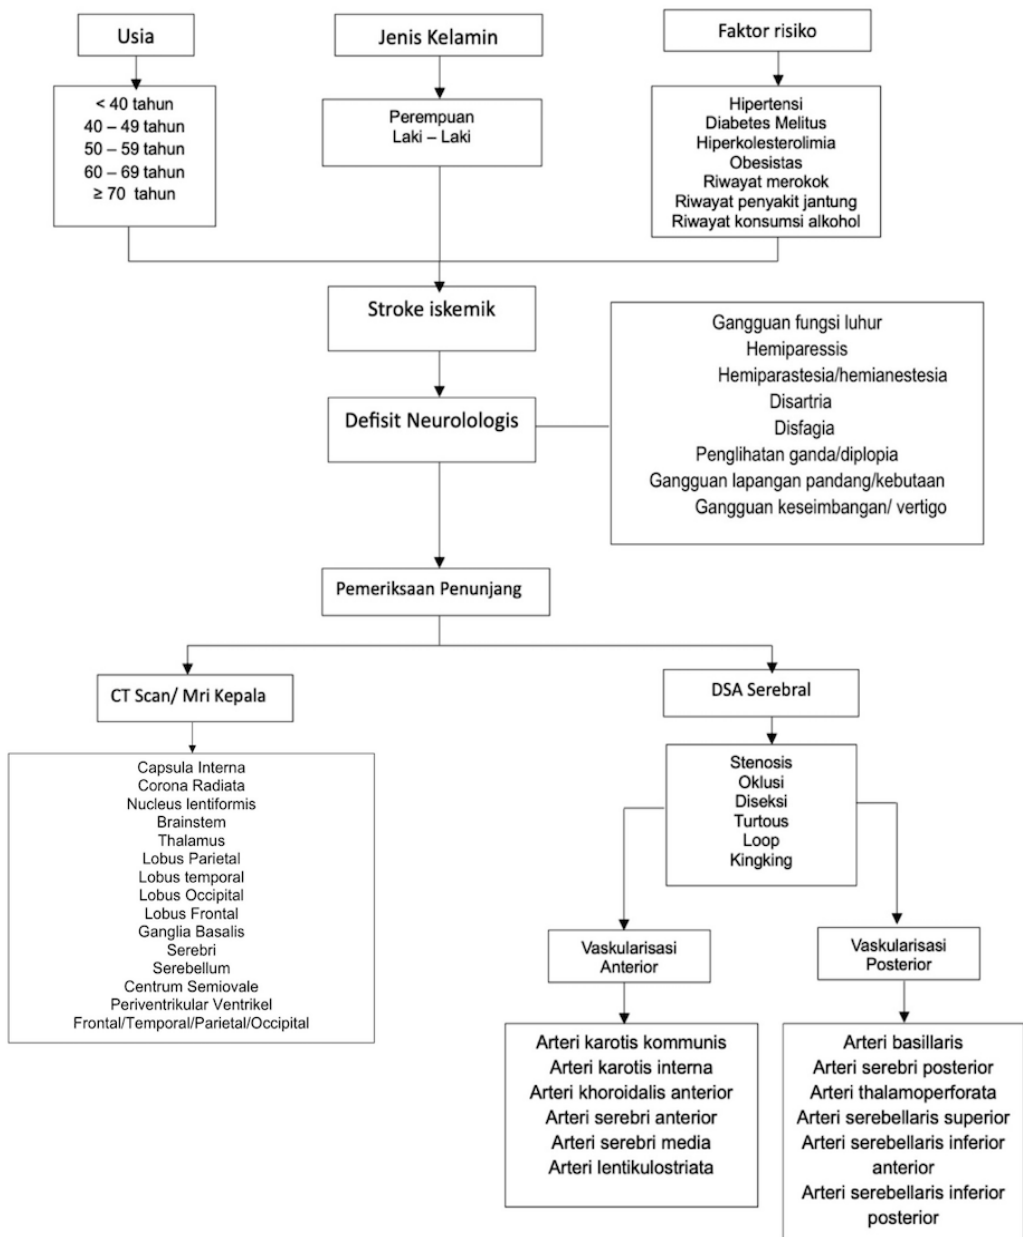 Usia
Jenis Kelamin
Faktor risiko
< 40 tahun
40 – 49 tahun
50 – 59 tahun
60 – 69 tahun
≥ 70 tahun
Perempuan
Laki – Laki
Hipertensi
Diabetes Melitus
Hiperkolesterolimia
Obesistas
Riwayat merokok
Riwayat penyakit jantung
Riwayat konsumsi alkohol
Stroke iskemik
Defisit Neurolologis
Gangguan fungsi luhur
Hemiparessis
Hemiparastesia/hemianestesia
Disartria
Disfagia
Penglihatan ganda/diplopia
Gangguan lapangan pandang/kebutaan
Gangguan keseimbangan/ vertigo
Pemeriksaan Penunjang
CT Scan/ Mri Kepala
DSA Serebral
Capsula Interna
Corona Radiata
Nucleus lentiformis
Brainstem
Thalamus
Lobus Parietal
Lobus temporal
Lobus Occipital
Lobus Frontal
Ganglia Basalis
Serebri
Serebellum
Centrum Semiovale
Periventrikular Ventrikel
Frontal/Temporal/Parietal/Occipital
Stenosis
Oklusi
Diseksi
Turtous
Loop
Kingking
Vaskularisasi
Anterior
Vaskularisasi
Posterior
Arteri karotis kommunis
Arteri karotis interna
Arteri khoroidalis anterior
Arteri serebri anterior
Arteri serebri media
Arteri lentikulostriata
Arteri basillaris
Arteri serebri posterior
Arteri thalamoperforata
Arteri serebellaris superior
Arteri serebellaris inferior
anterior
Arteri serebellaris inferior
posterior